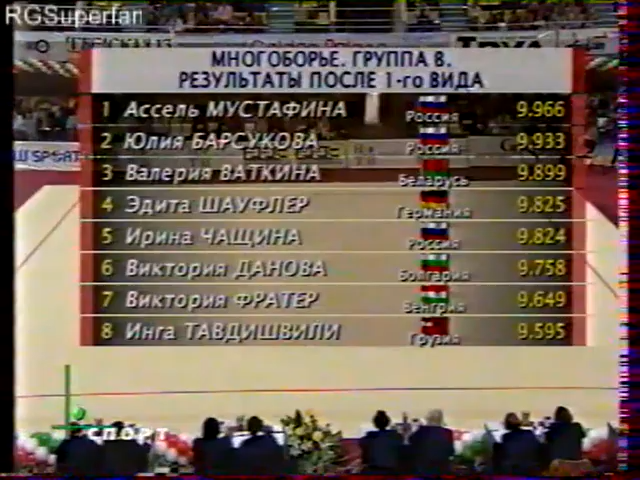 RGSuperfan
МНОГОБОРЬЕ. ГРУППА В.
РЕЗУЛЬТАТЫ ПОСЛЕ 1-го ВИДА
1 Ассель МУСТАФИНА Россия 9.966
2 Юлия БАРСУКОВА Россия 9.933
3 Валерия ВАТКИНА Беларусь 9.899
4 Эдита ШАУФЛЕР Германия 9.825
5 Ирина ЧАЩИНА Россия 9.824
6 Виктория ДАНОВА Болгария 9.758
7 Виктория ФРАТЕР Венгрия 9.649
8 Инга ТАВДИШВИЛИ Грузия 9.595
СПОРТ